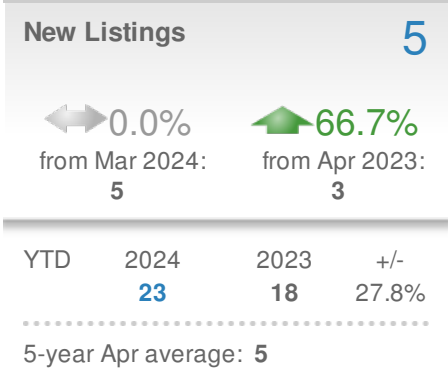 New Listings 5
0.0% 66.7%
from Mar 2024: from Apr 2023:
5 3
YTD 2024 2023 +/-
23 18 27.8%
5-year Apr average: 5